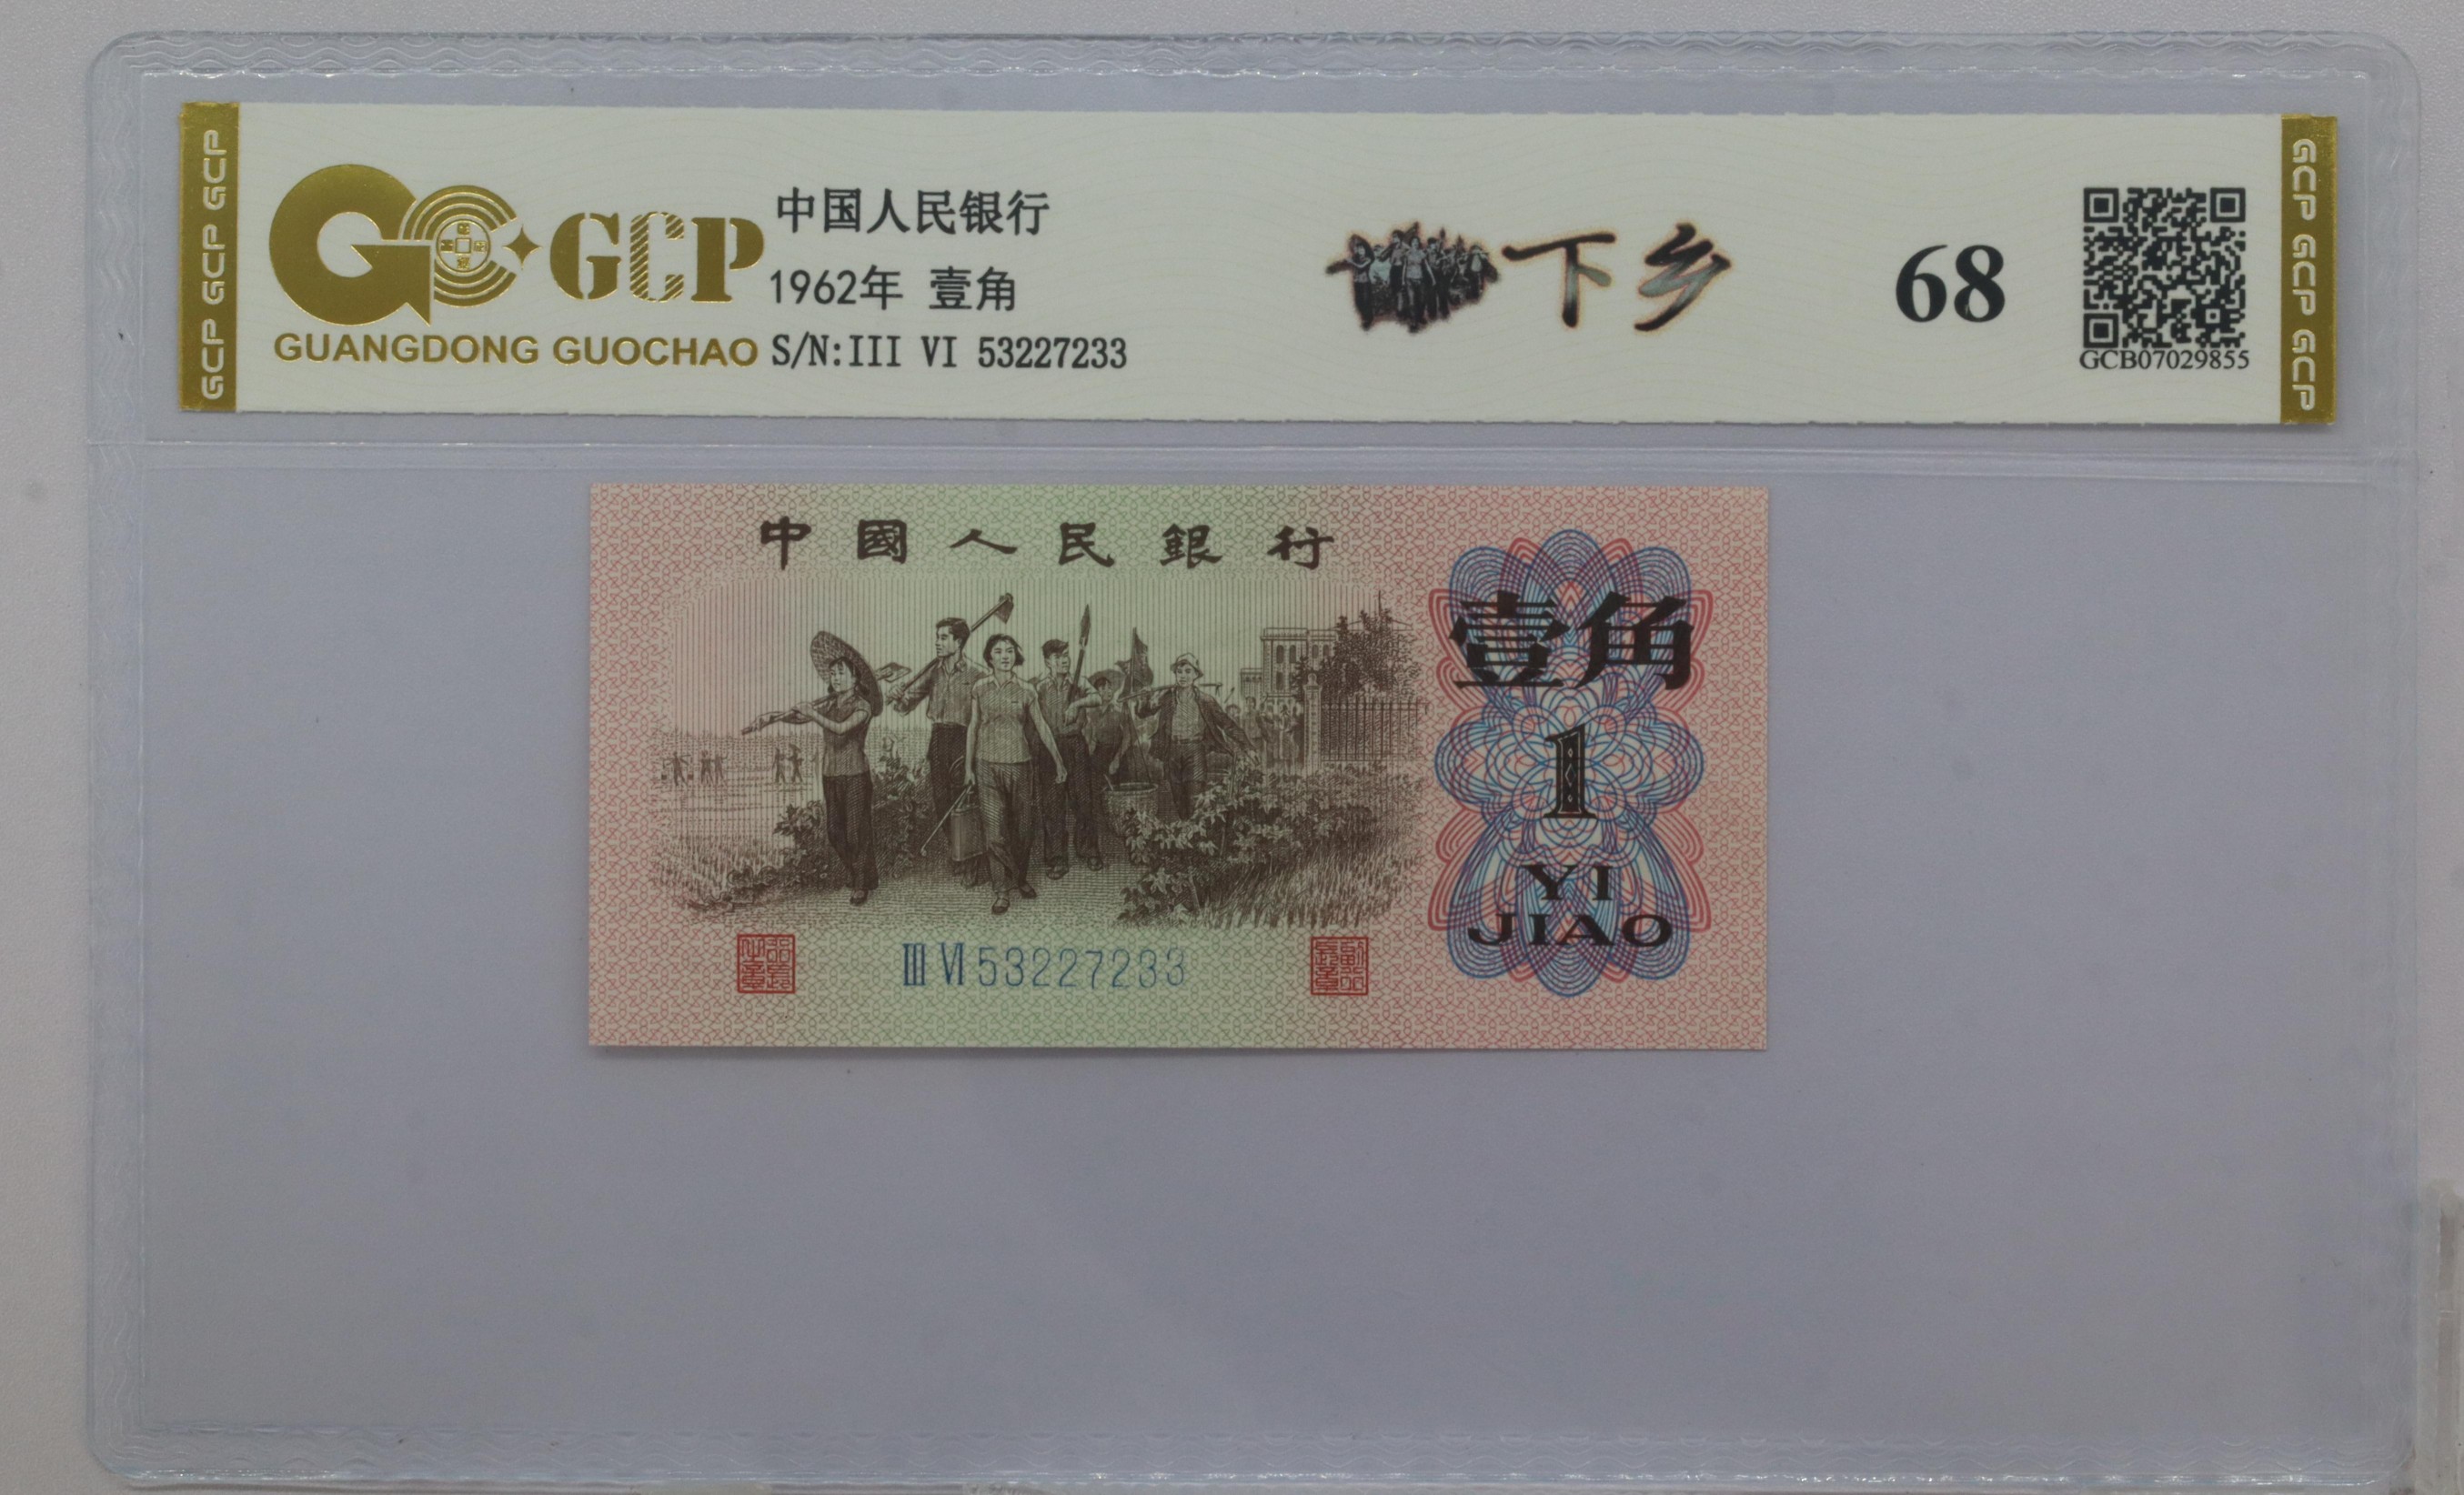 GCP GCP GCP
GCP
GUANGDONG GUOCHAO
中国人民银行
1962年 壹角
S/N:III VI 53227233
下乡
68
GCB07029855
GCP GCP GCP
中國人民銀行
壹角
1
YI
JIAO
III VI 53227233